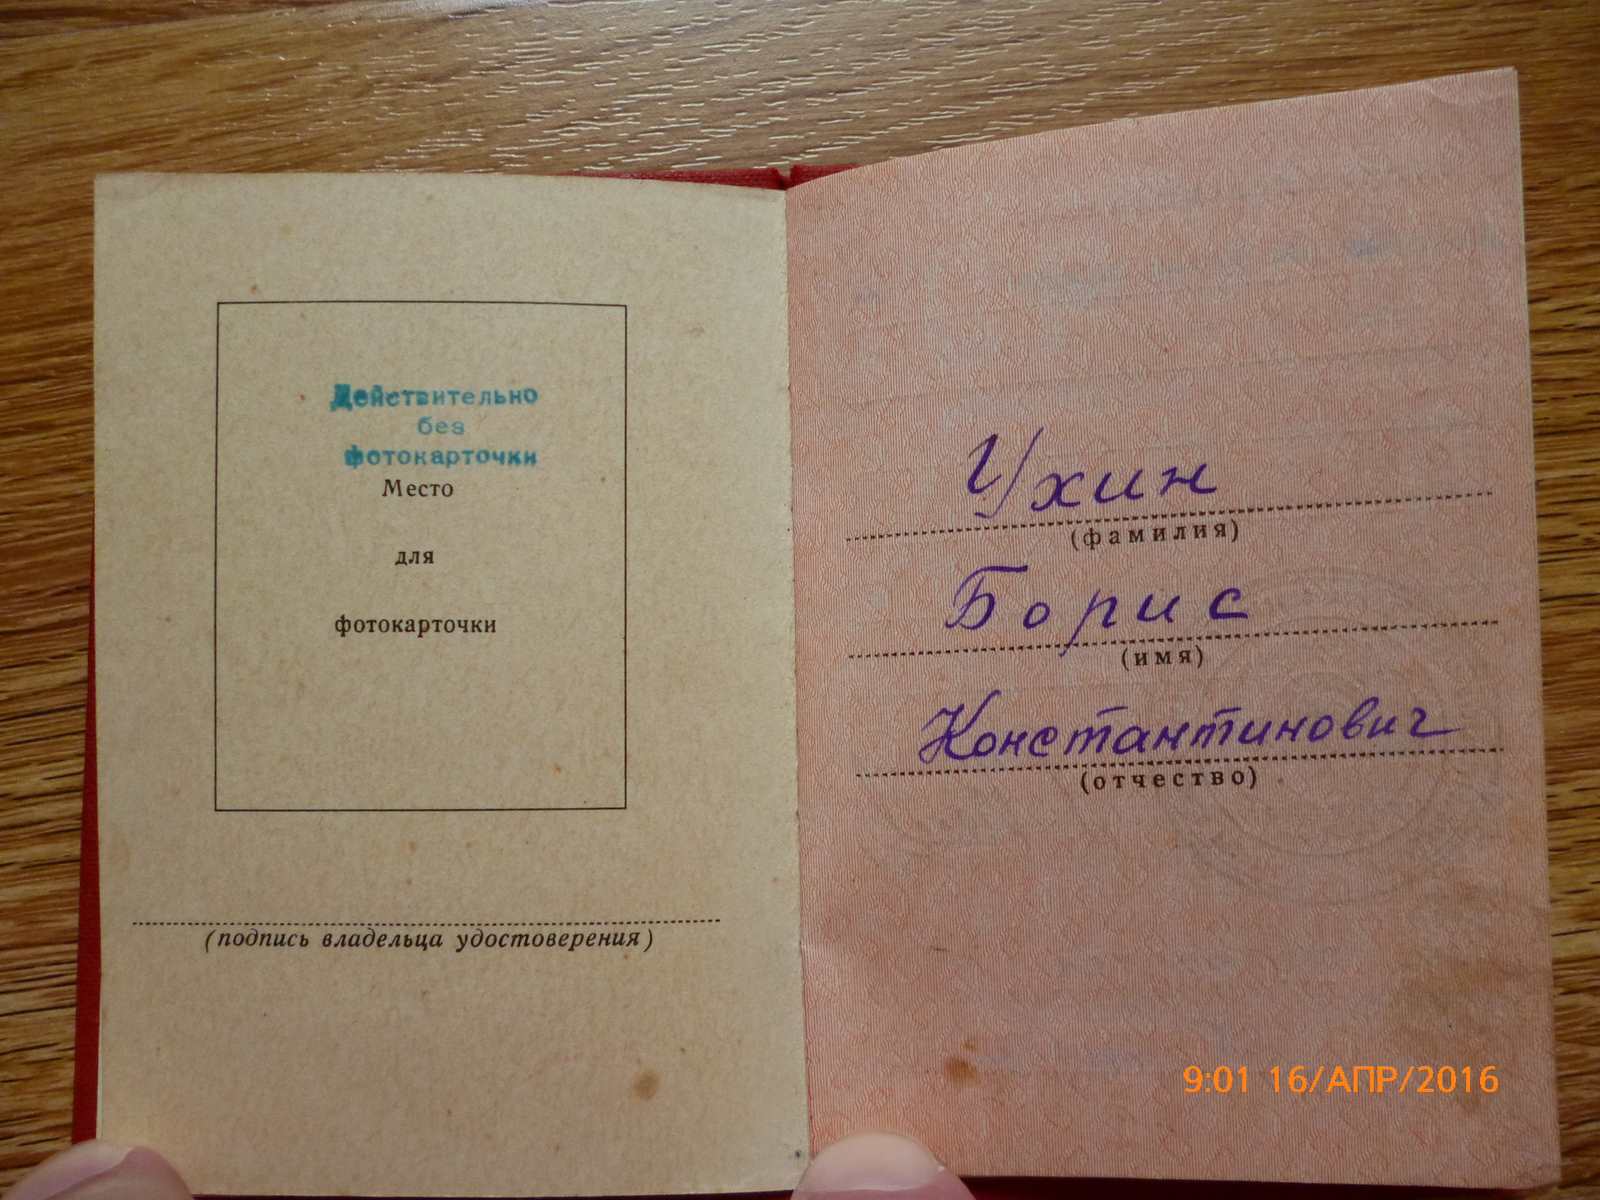 Действительно
без
фотокарточки
Место
для
фотокарточки
(подпись владельца удостоверения)
Ухин
(фамилия)
Борис
(имя)
Константинович
(отчество)
9:01 16/АПР/2016